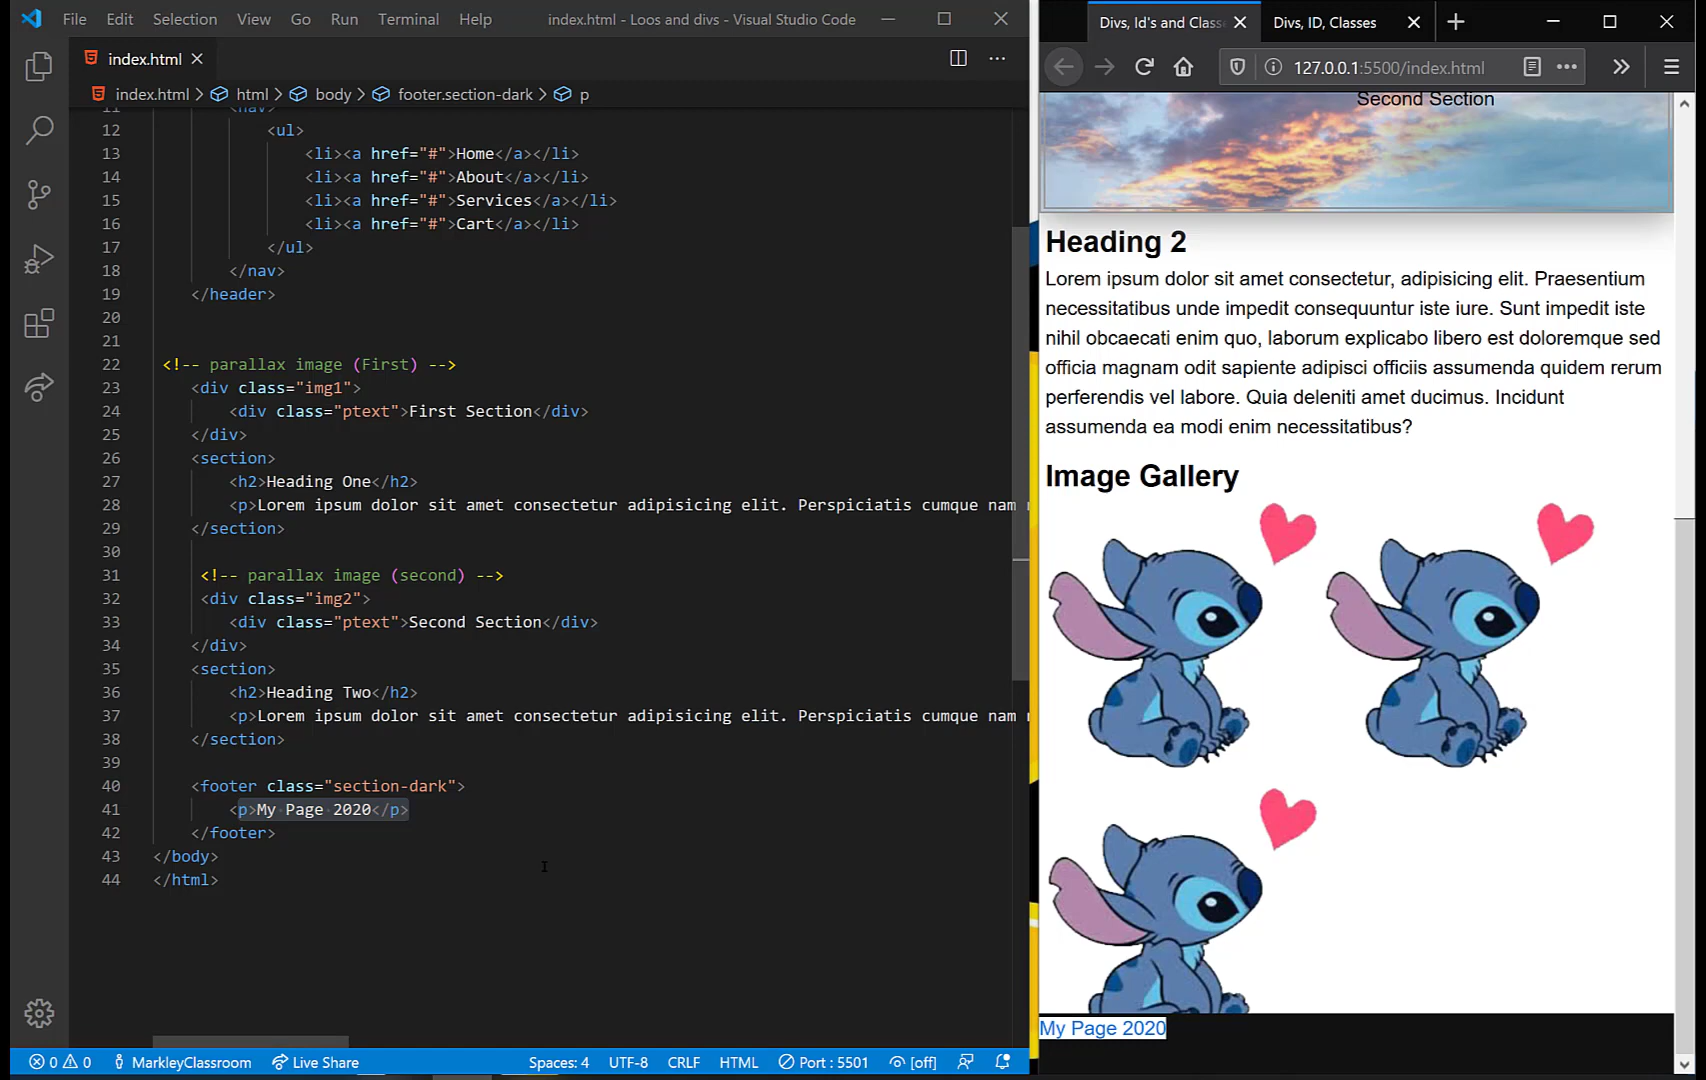 File Edit Selection View Go Run Terminal Help index.html - Loos and divs - Visual Studio Code
index.html
index.html > html > body > footer.section-dark > p
11 <nav>
12 <ul>
13 <li><a href="#">Home</a></li>
14 <li><a href="#">About</a></li>
15 <li><a href="#">Services</a></li>
16 <li><a href="#">Cart</a></li>
17 </ul>
18 </nav>
19 </header>
20
21
22 <!-- parallax image (First) -->
23 <div class="img1">
24 <div class="ptext">First Section</div>
25 </div>
26 <section>
27 <h2>Heading One</h2>
28 <p>Lorem ipsum dolor sit amet consectetur adipisicing elit. Perspiciatis cumque nam
29 </section>
30
31 <!-- parallax image (second) -->
32 <div class="img2">
33 <div class="ptext">Second Section</div>
34 </div>
35 <section>
36 <h2>Heading Two</h2>
37 <p>Lorem ipsum dolor sit amet consectetur adipisicing elit. Perspiciatis cumque nam
38 </section>
39
40 <footer class="section-dark">
41 <p>My Page 2020</p>
42 </footer>
43 </body>
44 </html>
0 0 MarkleyClassroom Live Share Spaces: 4 UTF-8 CRLF HTML Port : 5501 [off]
Divs, Id's and Class Divs, ID, Classes
127.0.0.1:5500/index.html
Second Section
Heading 2
Lorem ipsum dolor sit amet consectetur, adipisicing elit. Praesentium
necessitatibus unde impedit consequuntur iste iure. Sunt impedit iste
nihil obcaecati enim quo, laborum explicabo libero est doloremque sed
officia magnam odit sapiente adipisci officiis assumenda quidem rerum
perferendis vel labore. Quia deleniti amet ducimus. Incidunt
assumenda ea modi enim necessitatibus?
Image Gallery
My Page 2020